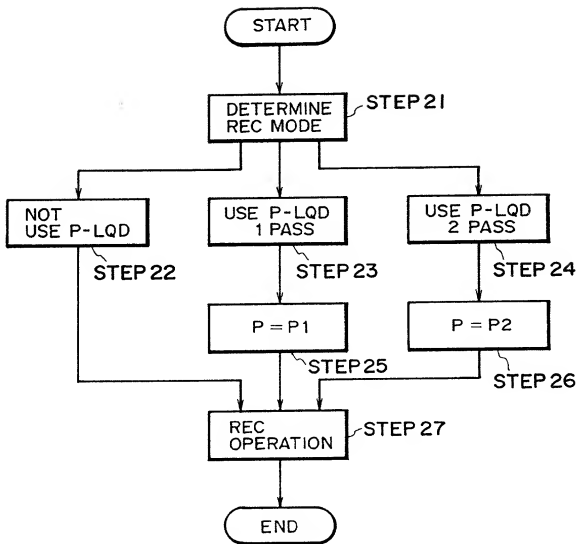 START
DETERMINE
REC MODE
STEP 21
NOT
USE P-LQD
STEP 22
USE P-LQD
1 PASS
STEP 23
USE P-LQD
2 PASS
STEP 24
P = P1
STEP 25
P = P2
STEP 26
REC
OPERATION
STEP 27
END